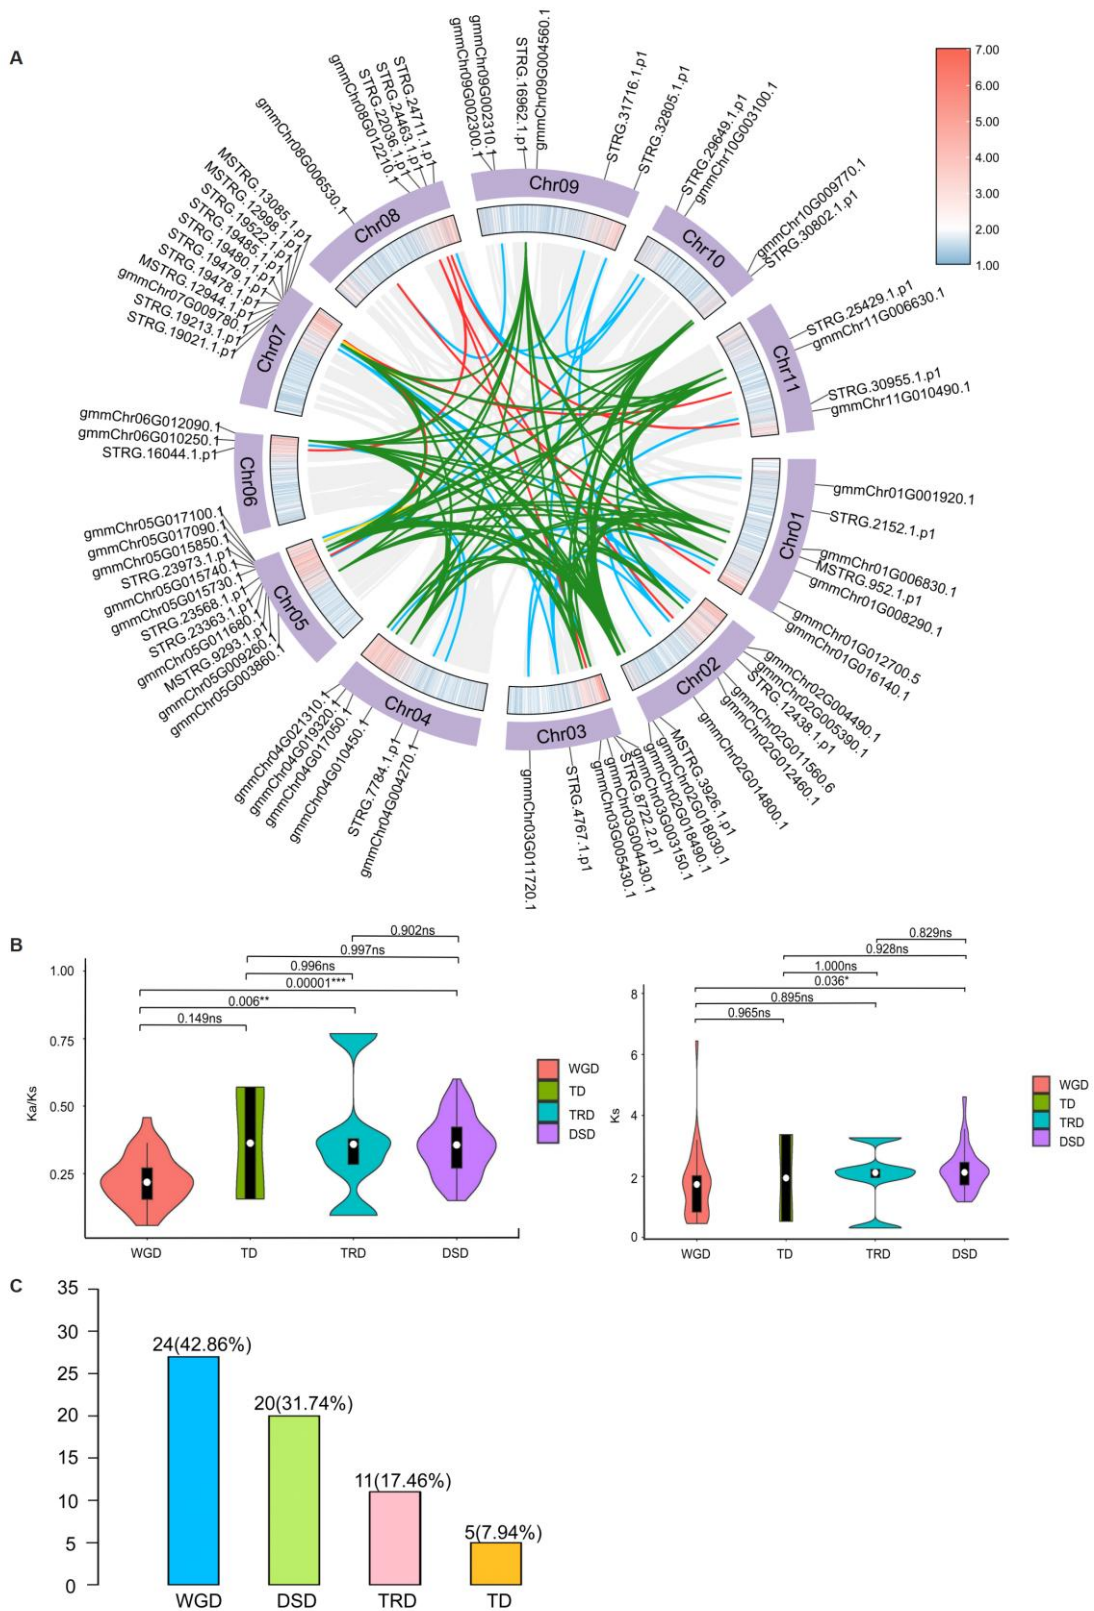 A
gmmChr09G002300.1
gmmChr09G002310.1
STRG.16962.1.p1
gmmChr09G004560.1
STRG.31716.1.p1
STRG.32805.1.p1
STRG.29649.1.p1
gmmChr10G003100.1
gmmChr10G009770.1
STRG.30802.1.p1
STRG.25429.1.p1
gmmChr11G006630.1
STRG.30955.1.p1
gmmChr11G010490.1
gmmChr01G001920.1
STRG.2152.1.p1
gmmChr01G006830.1
MSTRG.952.1.p1
gmmChr01G008290.1
gmmChr01G012700.5
gmmChr01G016140.1
gmmChr02G004490.1
gmmChr02G005390.1
STRG.12438.1.p1
gmmChr02G011560.6
gmmChr02G012460.1
gmmChr02G014800.1
MSTRG.3926.1.p1
gmmChr02G018030.1
gmmChr02G018490.1
gmmChr03G003150.1
STRG.8722.2.p1
gmmChr03G004430.1
gmmChr03G005430.1
STRG.4767.1.p1
gmmChr03G011720.1
gmmChr04G004270.1
STRG.7784.1.p1
gmmChr04G010450.1
gmmChr04G017050.1
gmmChr04G019320.1
gmmChr04G021310.1
gmmChr05G003860.1
gmmChr05G009260.1
MSTRG.9293.1.p1
gmmChr05G011680.1
STRG.23363.1.p1
STRG.23568.1.p1
gmmChr05G015730.1
gmmChr05G015740.1
STRG.23973.1.p1
gmmChr05G015850.1
gmmChr05G017090.1
gmmChr05G017100.1
STRG.16044.1.p1
gmmChr06G010250.1
gmmChr06G012090.1
STRG.19021.1.p1
STRG.19213.1.p1
gmmChr07G009780.1
MSTRG.12944.1.p1
STRG.19478.1.p1
STRG.19479.1.p1
STRG.19480.1.p1
STRG.19485.1.p1
STRG.19522.1.p1
MSTRG.12998.1.p1
MSTRG.13085.1.p1
gmmChr08G006530.1
gmmChr08G012210.1
STRG.22036.1.p1
STRG.24463.1.p1
STRG.24711.1.p1
Chr09
Chr10
Chr11
Chr01
Chr02
Chr03
Chr04
Chr05
Chr06
Chr07
Chr08
7.00
6.00
5.00
4.00
3.00
2.00
1.00
B
0.902ns
0.997ns
0.996ns
0.00001***
0.006**
0.149ns
1.00
0.75
0.50
0.25
Ka/Ks
WGD
TD
TRD
DSD
WGD
TD
TRD
DSD
0.829ns
0.928ns
1.000ns
0.036*
0.895ns
0.965ns
8
6
4
2
0
Ks
WGD
TD
TRD
DSD
WGD
TD
TRD
DSD
C
35
30
25
20
15
10
5
0
24(42.86%)
20(31.74%)
11(17.46%)
5(7.94%)
WGD
DSD
TRD
TD